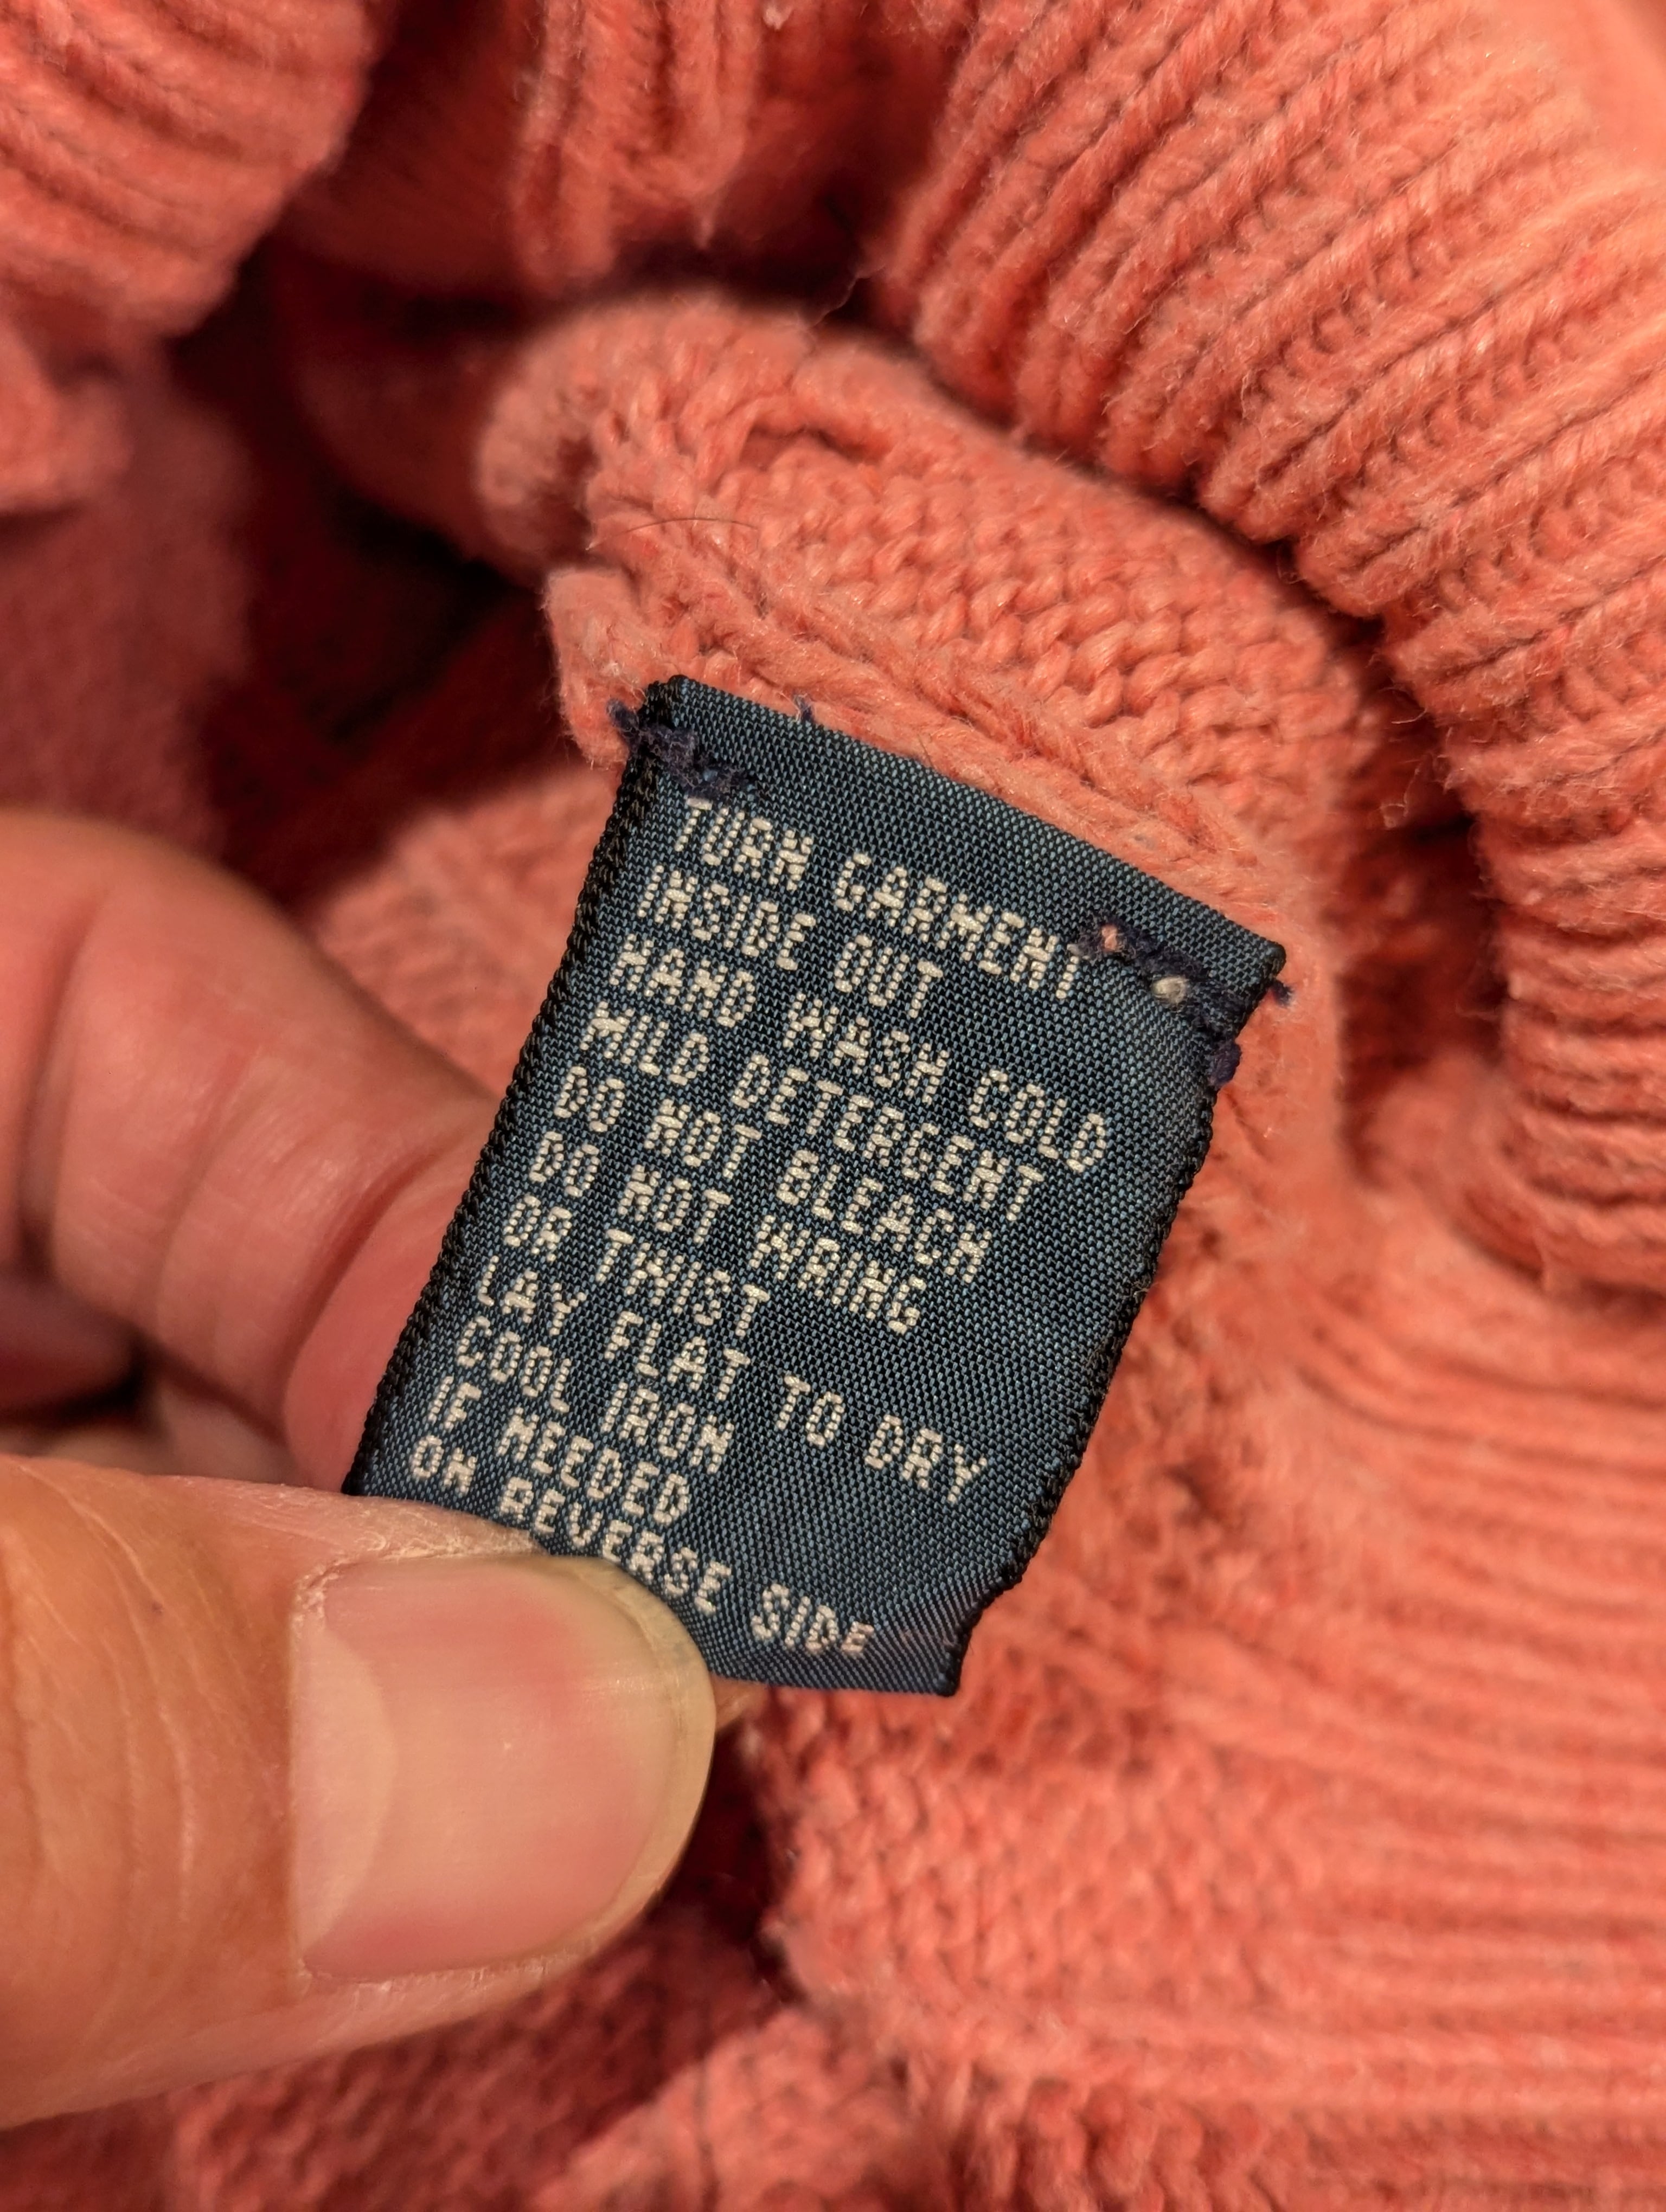 TURN GARMENT
INSIDE OUT
HAND WASH COLD
MILD DETERGENT
DO NOT BLEACH
DO NOT WRING
OR TWIST
LAY FLAT TO DRY
COOL IRON
IF NEEDED
ON REVERSE SIDE